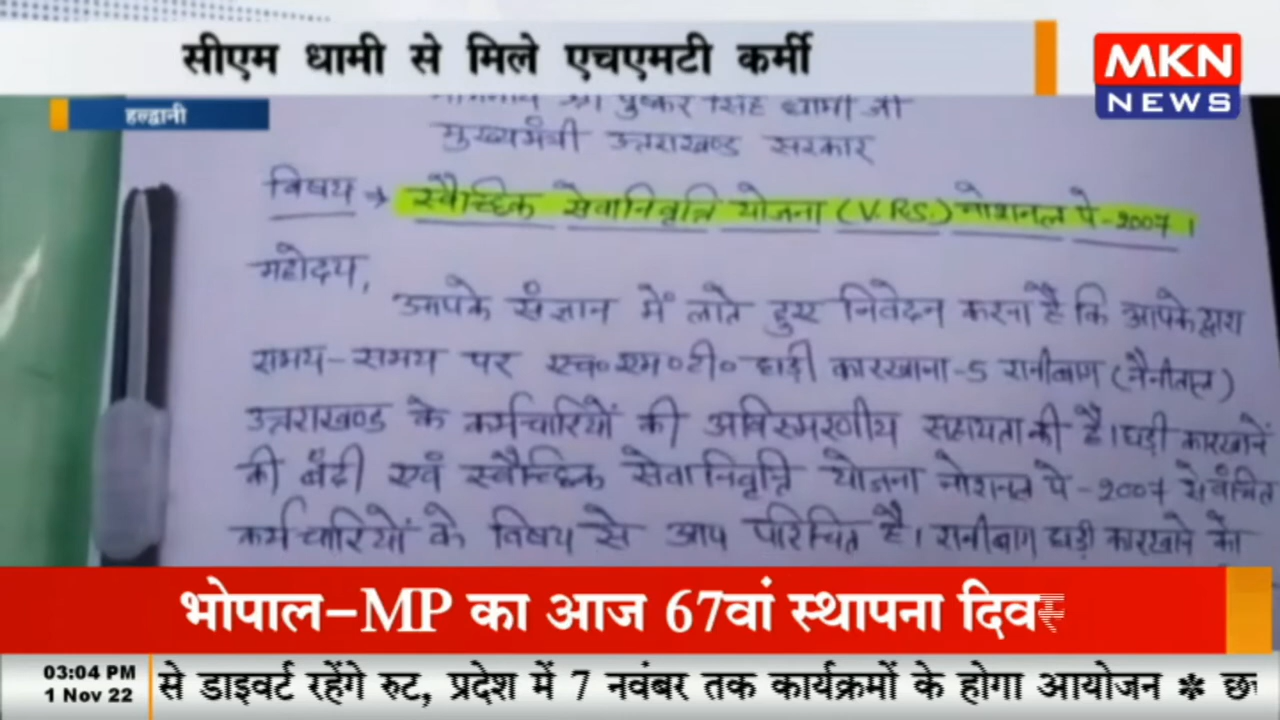 सीएम धामी से मिले एचएमटी कर्मी
MKN
NEWS
हल्द्वानी
श्री पुष्कर सिंह धामी जी
मुख्यमंत्री उत्तराखण्ड सरकार
विषय → स्वैच्छिक सेवानिवृत्ति योजना (V.R.S.) नोशनल पे-2007।
महोदय,
आपके संज्ञान में लाते हुए निवेदन करना है कि आपके द्वारा
समय-समय पर एच०एम०टी० घड़ी कारखाना-5 रानीबाग (नैनीताल)
उत्तराखण्ड के कर्मचारियों की अविस्मरणीय सहायता की है। घड़ी कारखाने
की बंदी एवं स्वैच्छिक सेवानिवृत्ति योजना नोशनल पे-2007 से वंचित
कर्मचारियों के विषय से आप परिचित है। रानीबाग घड़ी कारखाने को
भोपाल-MP का आज 67वां स्थापना दिवस
03:04 PM
1 Nov 22
से डाइवर्ट रहेंगे रुट, प्रदेश में 7 नवंबर तक कार्यक्रमों के होगा आयोजन *